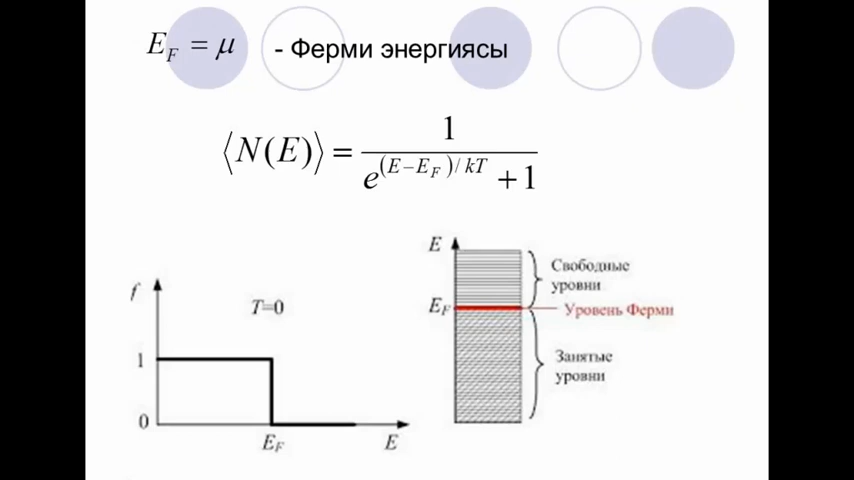 E_F = μ - Ферми энергиясы
⟨N(E)⟩ = 1 / (e^{(E−E_F)/kT} + 1)
f
T=0
1
0
E_F
E
E
Свободные
уровни
E_F
Уровень Ферми
Занятые
уровни